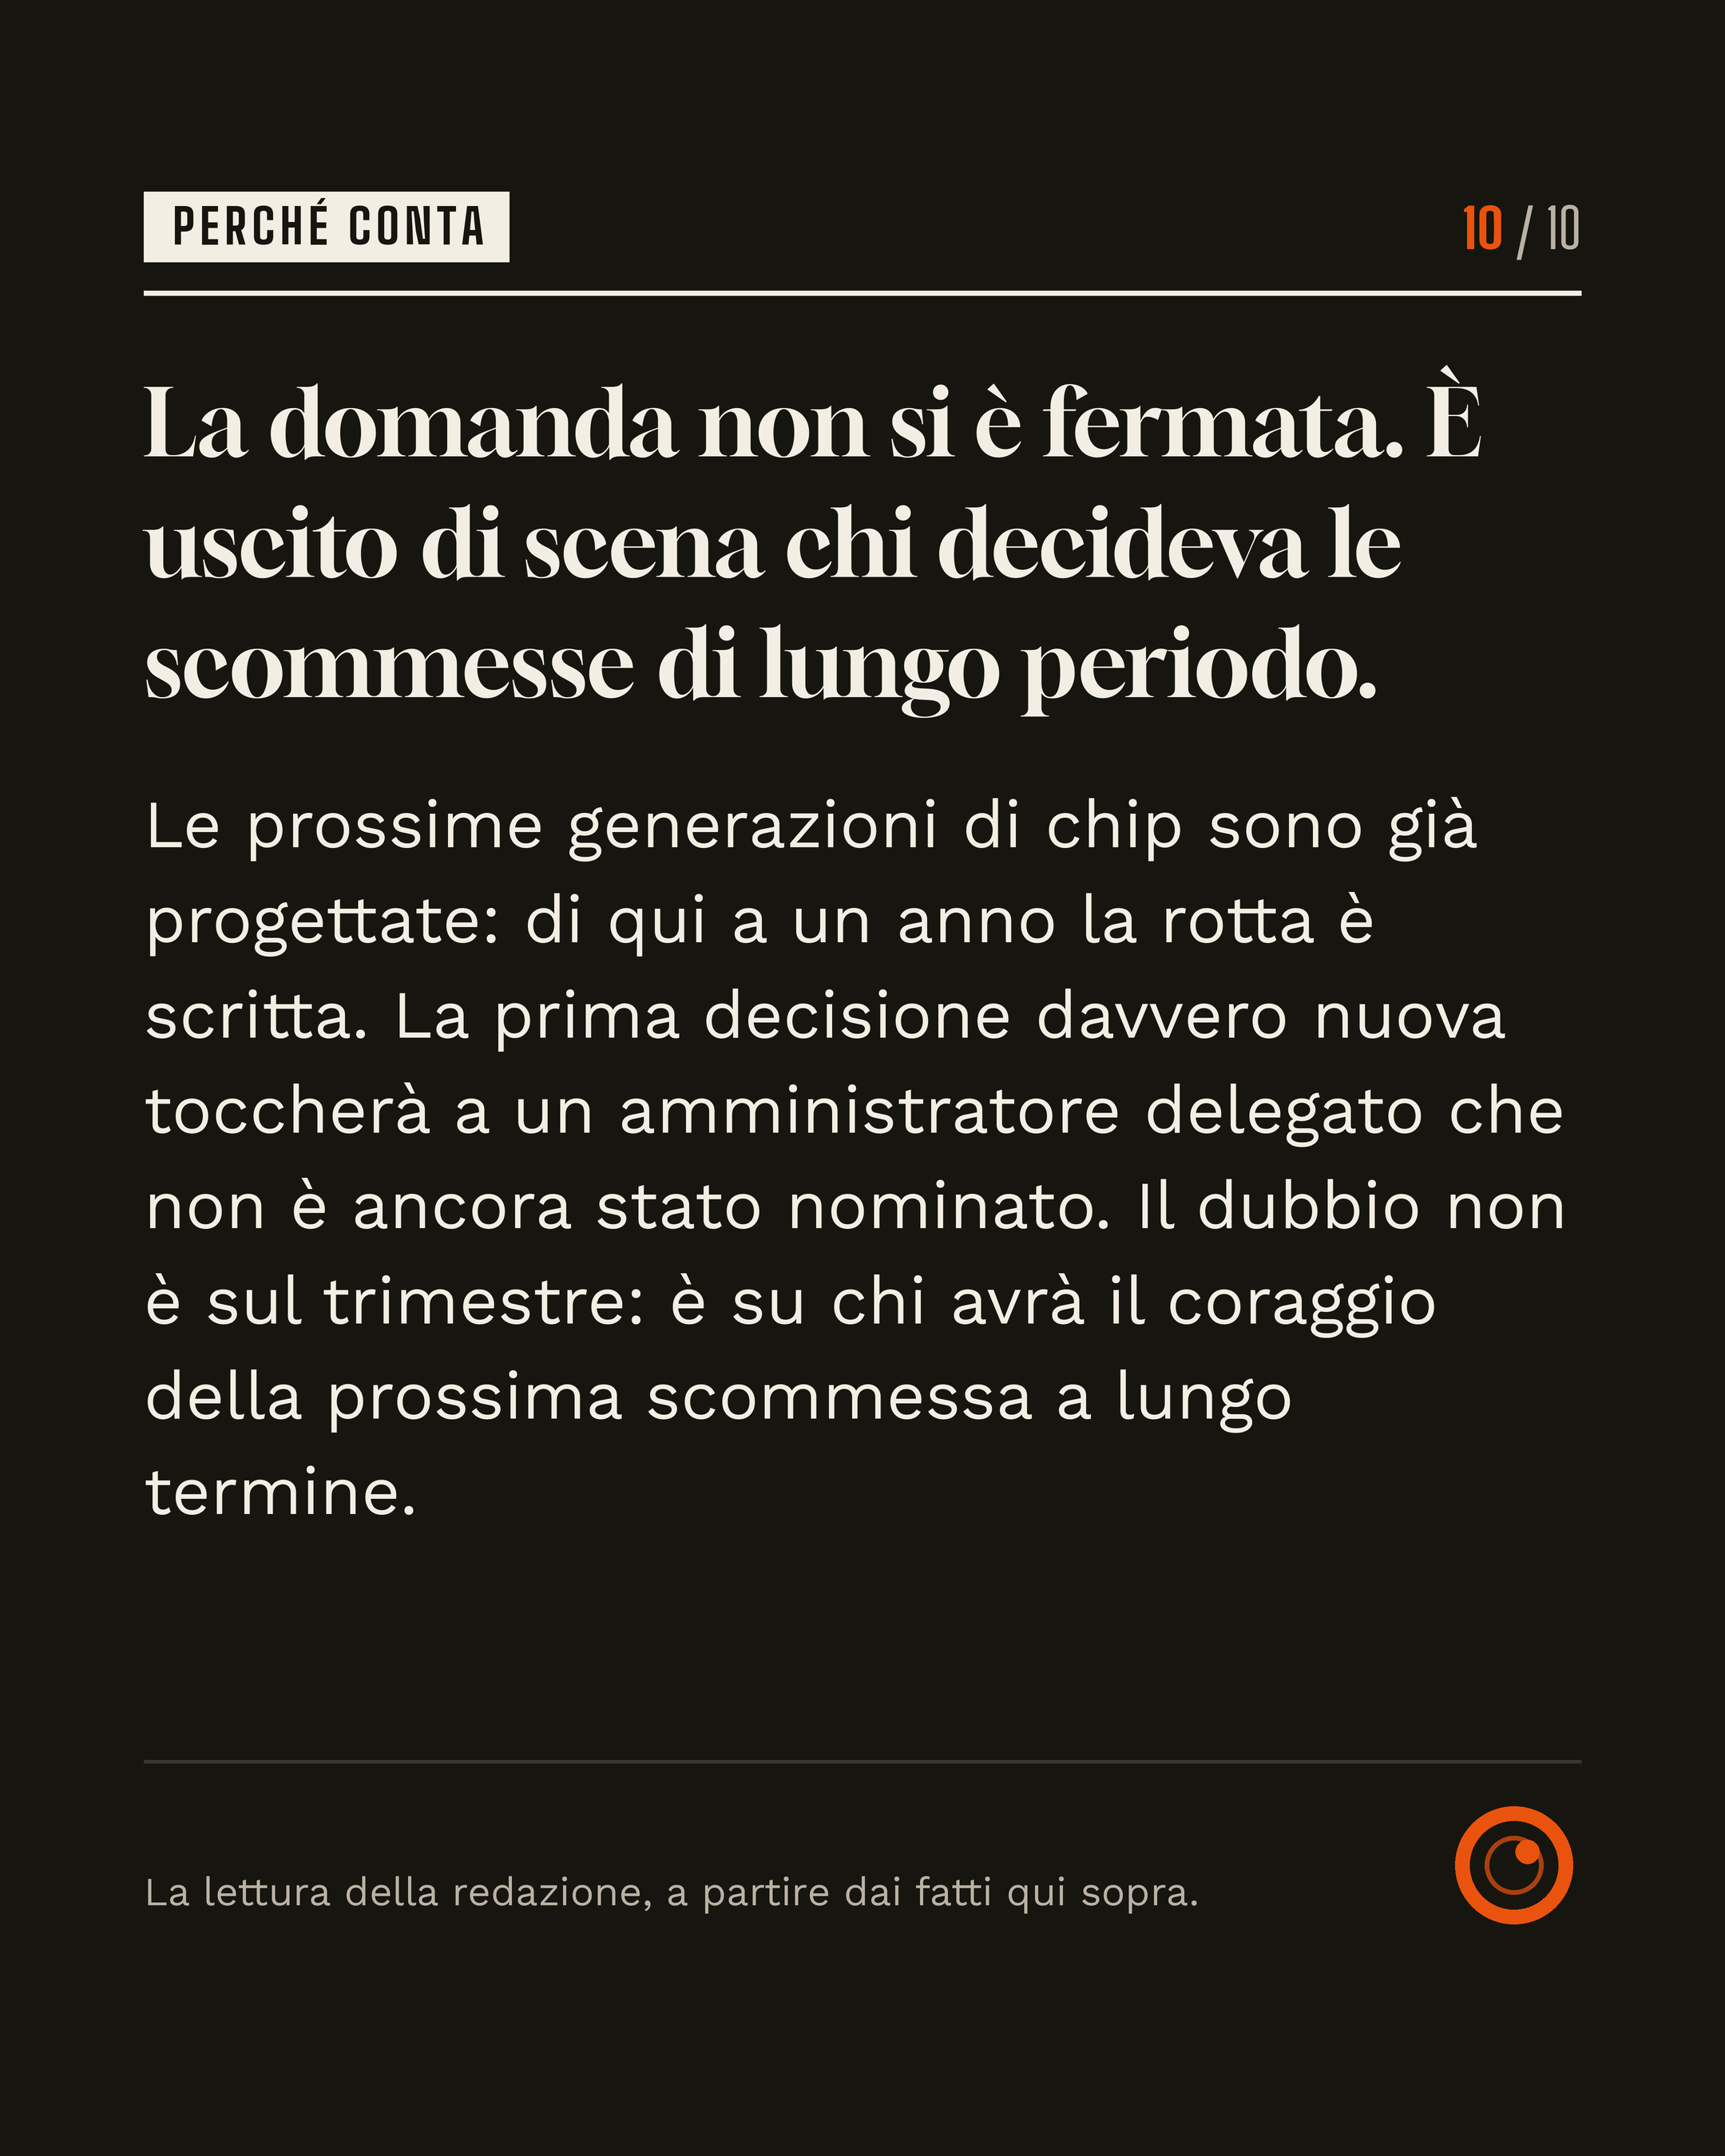 PERCHÉ CONTA
10 / 10
La domanda non si è fermata. È
uscito di scena chi decideva le
scommesse di lungo periodo.
Le prossime generazioni di chip sono già
progettate: di qui a un anno la rotta è
scritta. La prima decisione davvero nuova
toccherà a un amministratore delegato che
non è ancora stato nominato. Il dubbio non
è sul trimestre: è su chi avrà il coraggio
della prossima scommessa a lungo
termine.
La lettura della redazione, a partire dai fatti qui sopra.